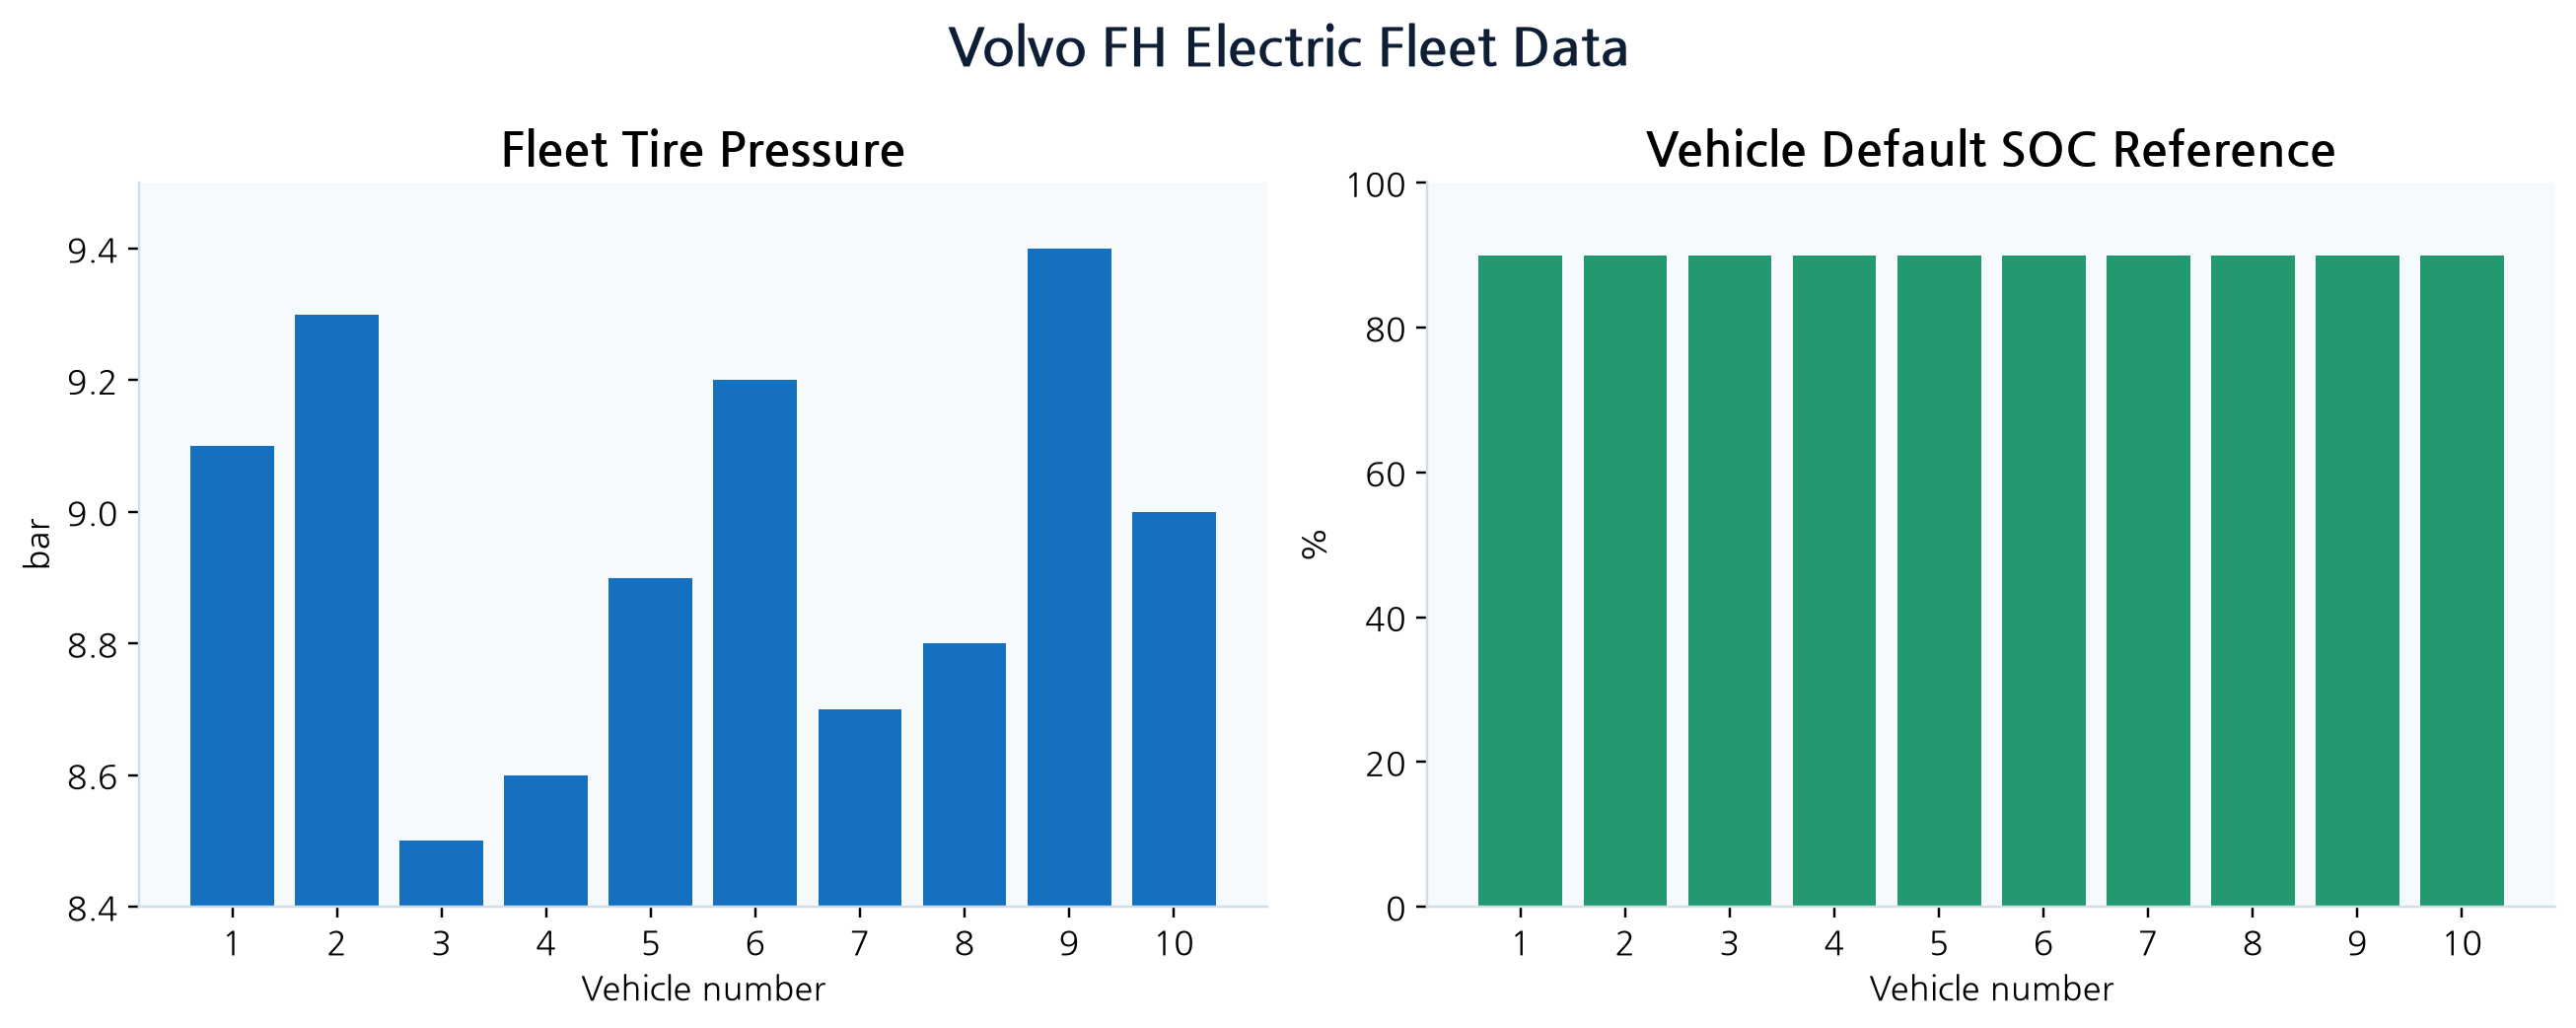 Volvo FH Electric Fleet Data
Fleet Tire Pressure
9.4
9.2
9.0
8.8
8.6
8.4
bar
1 2 3 4 5 6 7 8 9 10
Vehicle number
Vehicle Default SOC Reference
100
80
60
40
20
0
%
1 2 3 4 5 6 7 8 9 10
Vehicle number